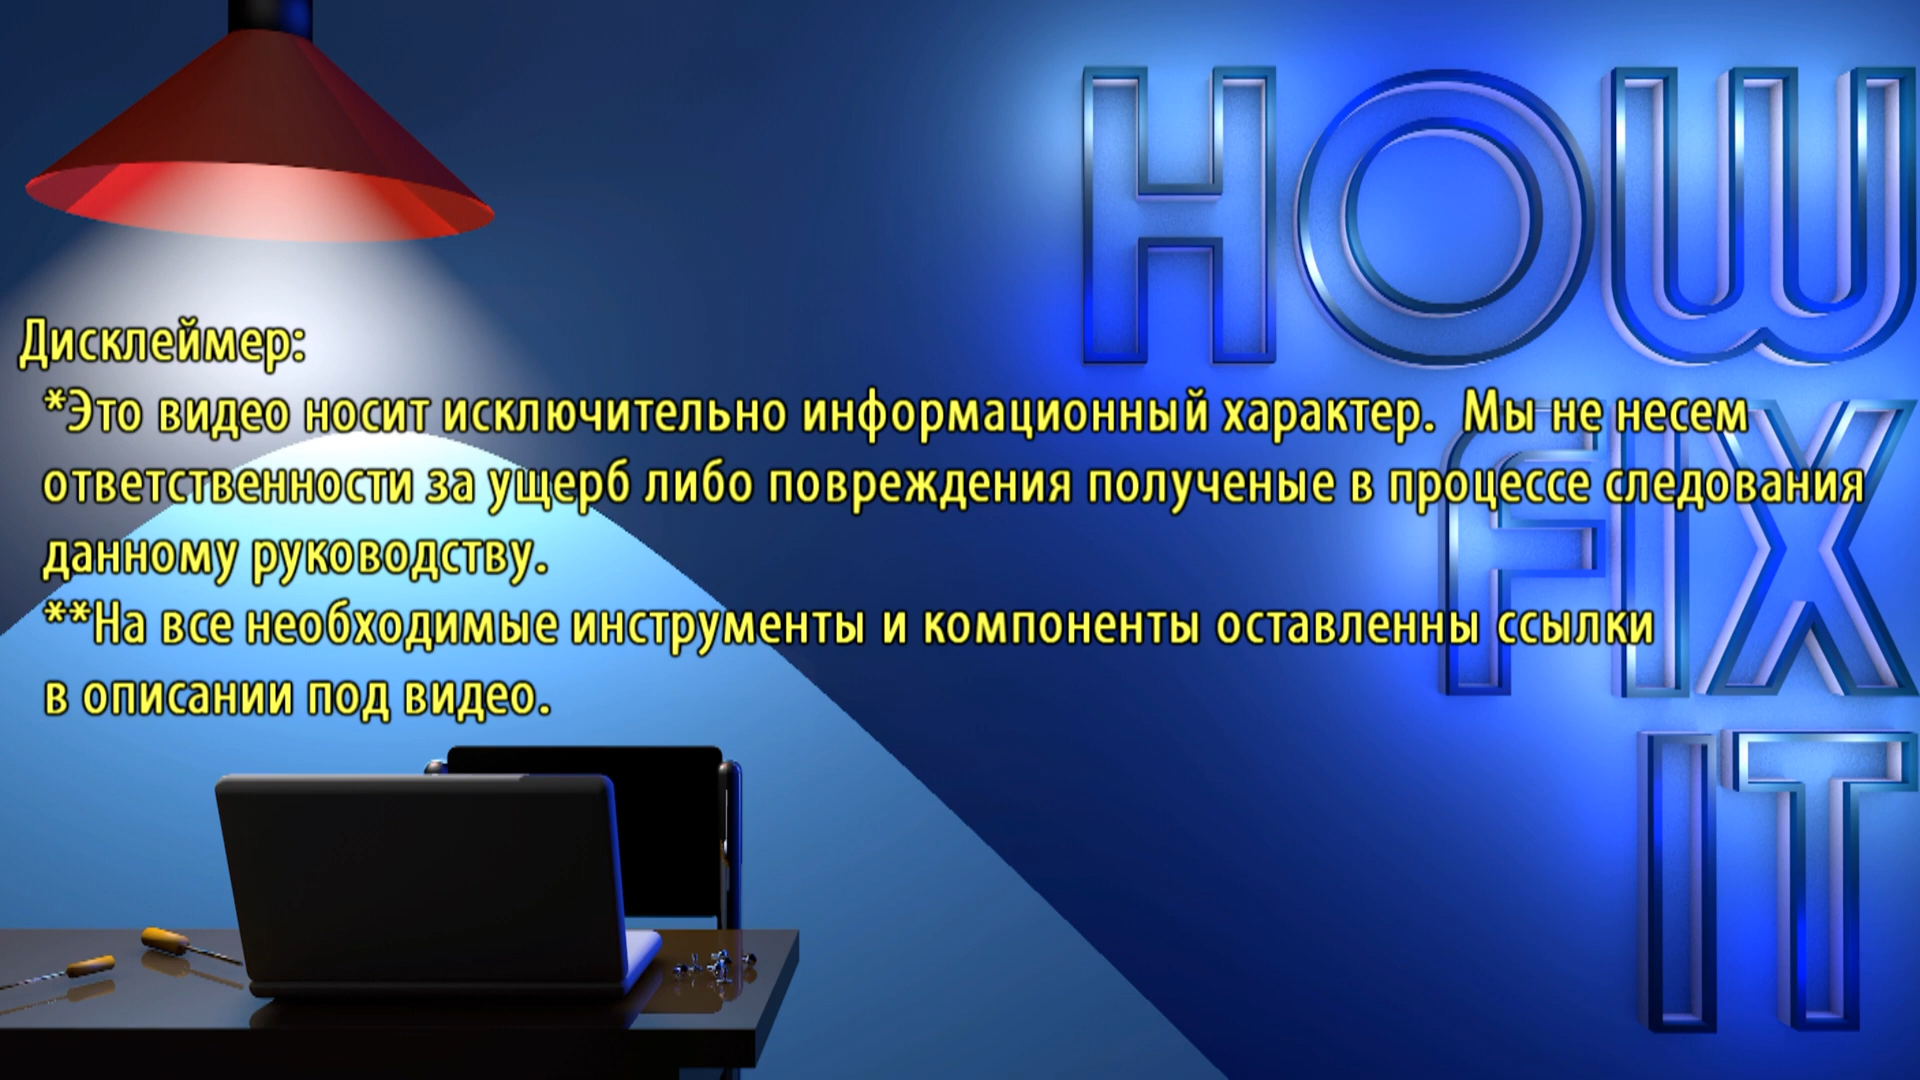 HOW
FIX
IT
Дисклеймер:
*Это видео носит исключительно информационный характер.  Мы не несем
ответственности за ущерб либо повреждения полученые в процессе следования
данному руководству.
**На все необходимые инструменты и компоненты оставленны ссылки
в описании под видео.